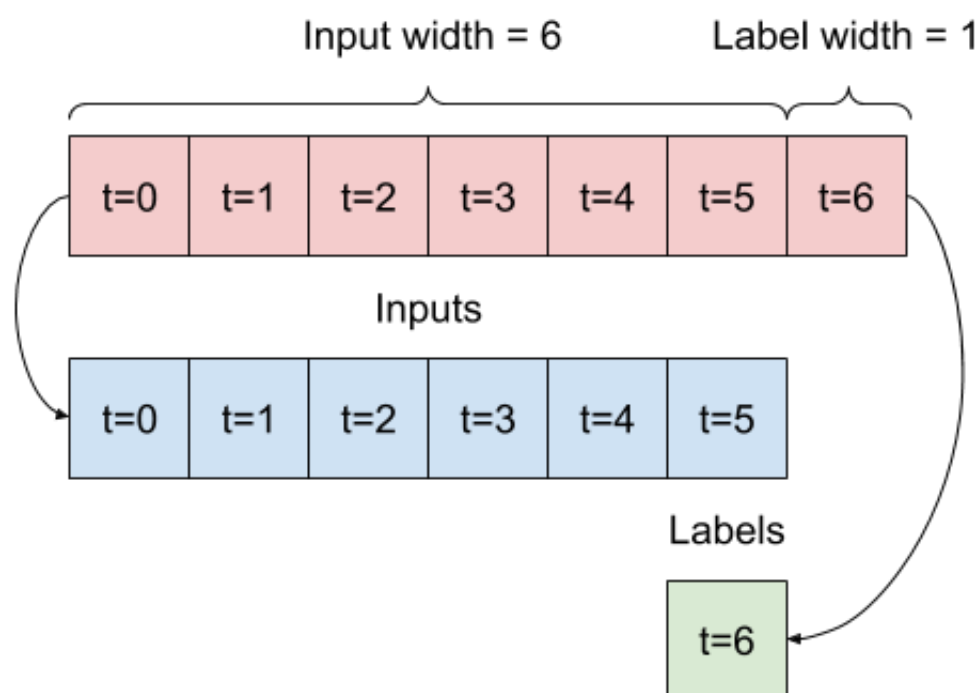 Input width = 6 Label width = 1
t=0 t=1 t=2 t=3 t=4 t=5 t=6
Inputs
t=0 t=1 t=2 t=3 t=4 t=5
Labels
t=6